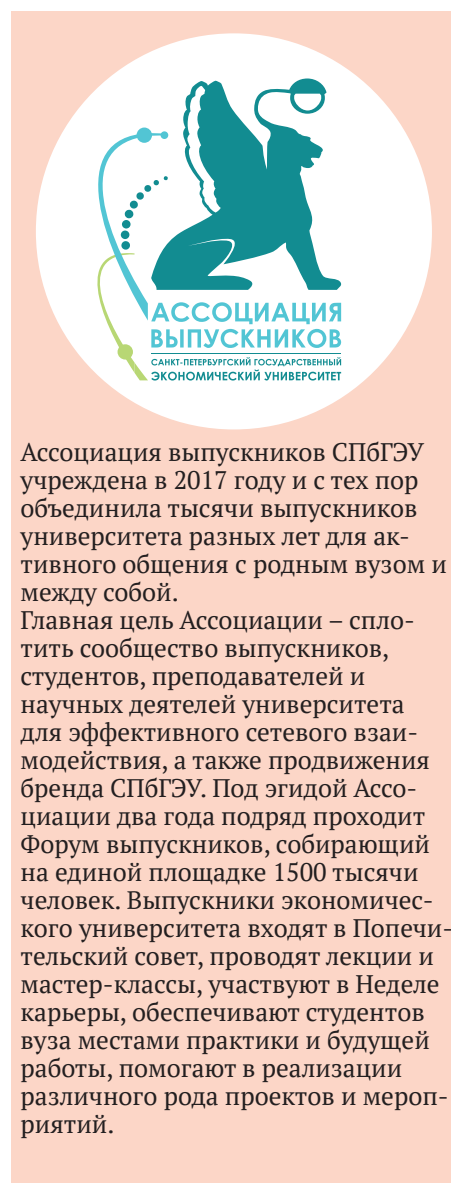 АССОЦИАЦИЯ
ВЫПУСКНИКОВ
САНКТ-ПЕТЕРБУРГСКИЙ ГОСУДАРСТВЕННЫЙ
ЭКОНОМИЧЕСКИЙ УНИВЕРСИТЕТ
Ассоциация выпускников СПбГЭУ
учреждена в 2017 году и с тех пор
объединила тысячи выпускников
университета разных лет для ак-
тивного общения с родным вузом и
между собой.
Главная цель Ассоциации – спло-
тить сообщество выпускников,
студентов, преподавателей и
научных деятелей университета
для эффективного сетевого взаи-
модействия, а также продвижения
бренда СПбГЭУ. Под эгидой Ассо-
циации два года подряд проходит
Форум выпускников, собирающий
на единой площадке 1500 тысячи
человек. Выпускники экономичес-
кого университета входят в Попечи-
тельский совет, проводят лекции и
мастер-классы, участвуют в Неделе
карьеры, обеспечивают студентов
вуза местами практики и будущей
работы, помогают в реализации
различного рода проектов и мероп-
риятий.